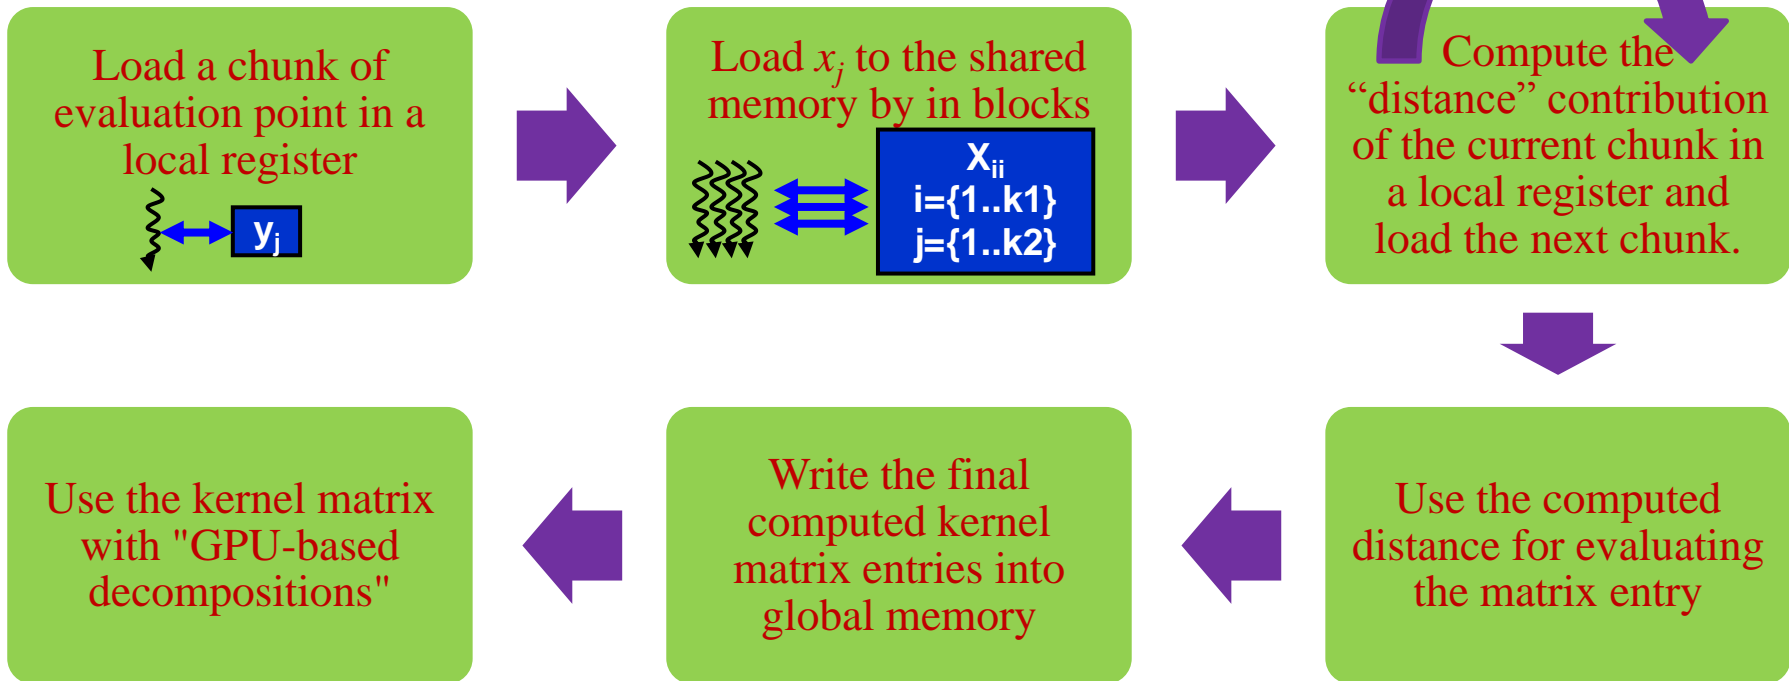 Load a chunk of
evaluation point in a
local register
yj
Load xj to the shared
memory by in blocks
Xii
i={1..k1}
j={1..k2}
Compute the
“distance” contribution
of the current chunk in
a local register and
load the next chunk.
Use the kernel matrix
with "GPU-based
decompositions"
Write the final
computed kernel
matrix entries into
global memory
Use the computed
distance for evaluating
the matrix entry